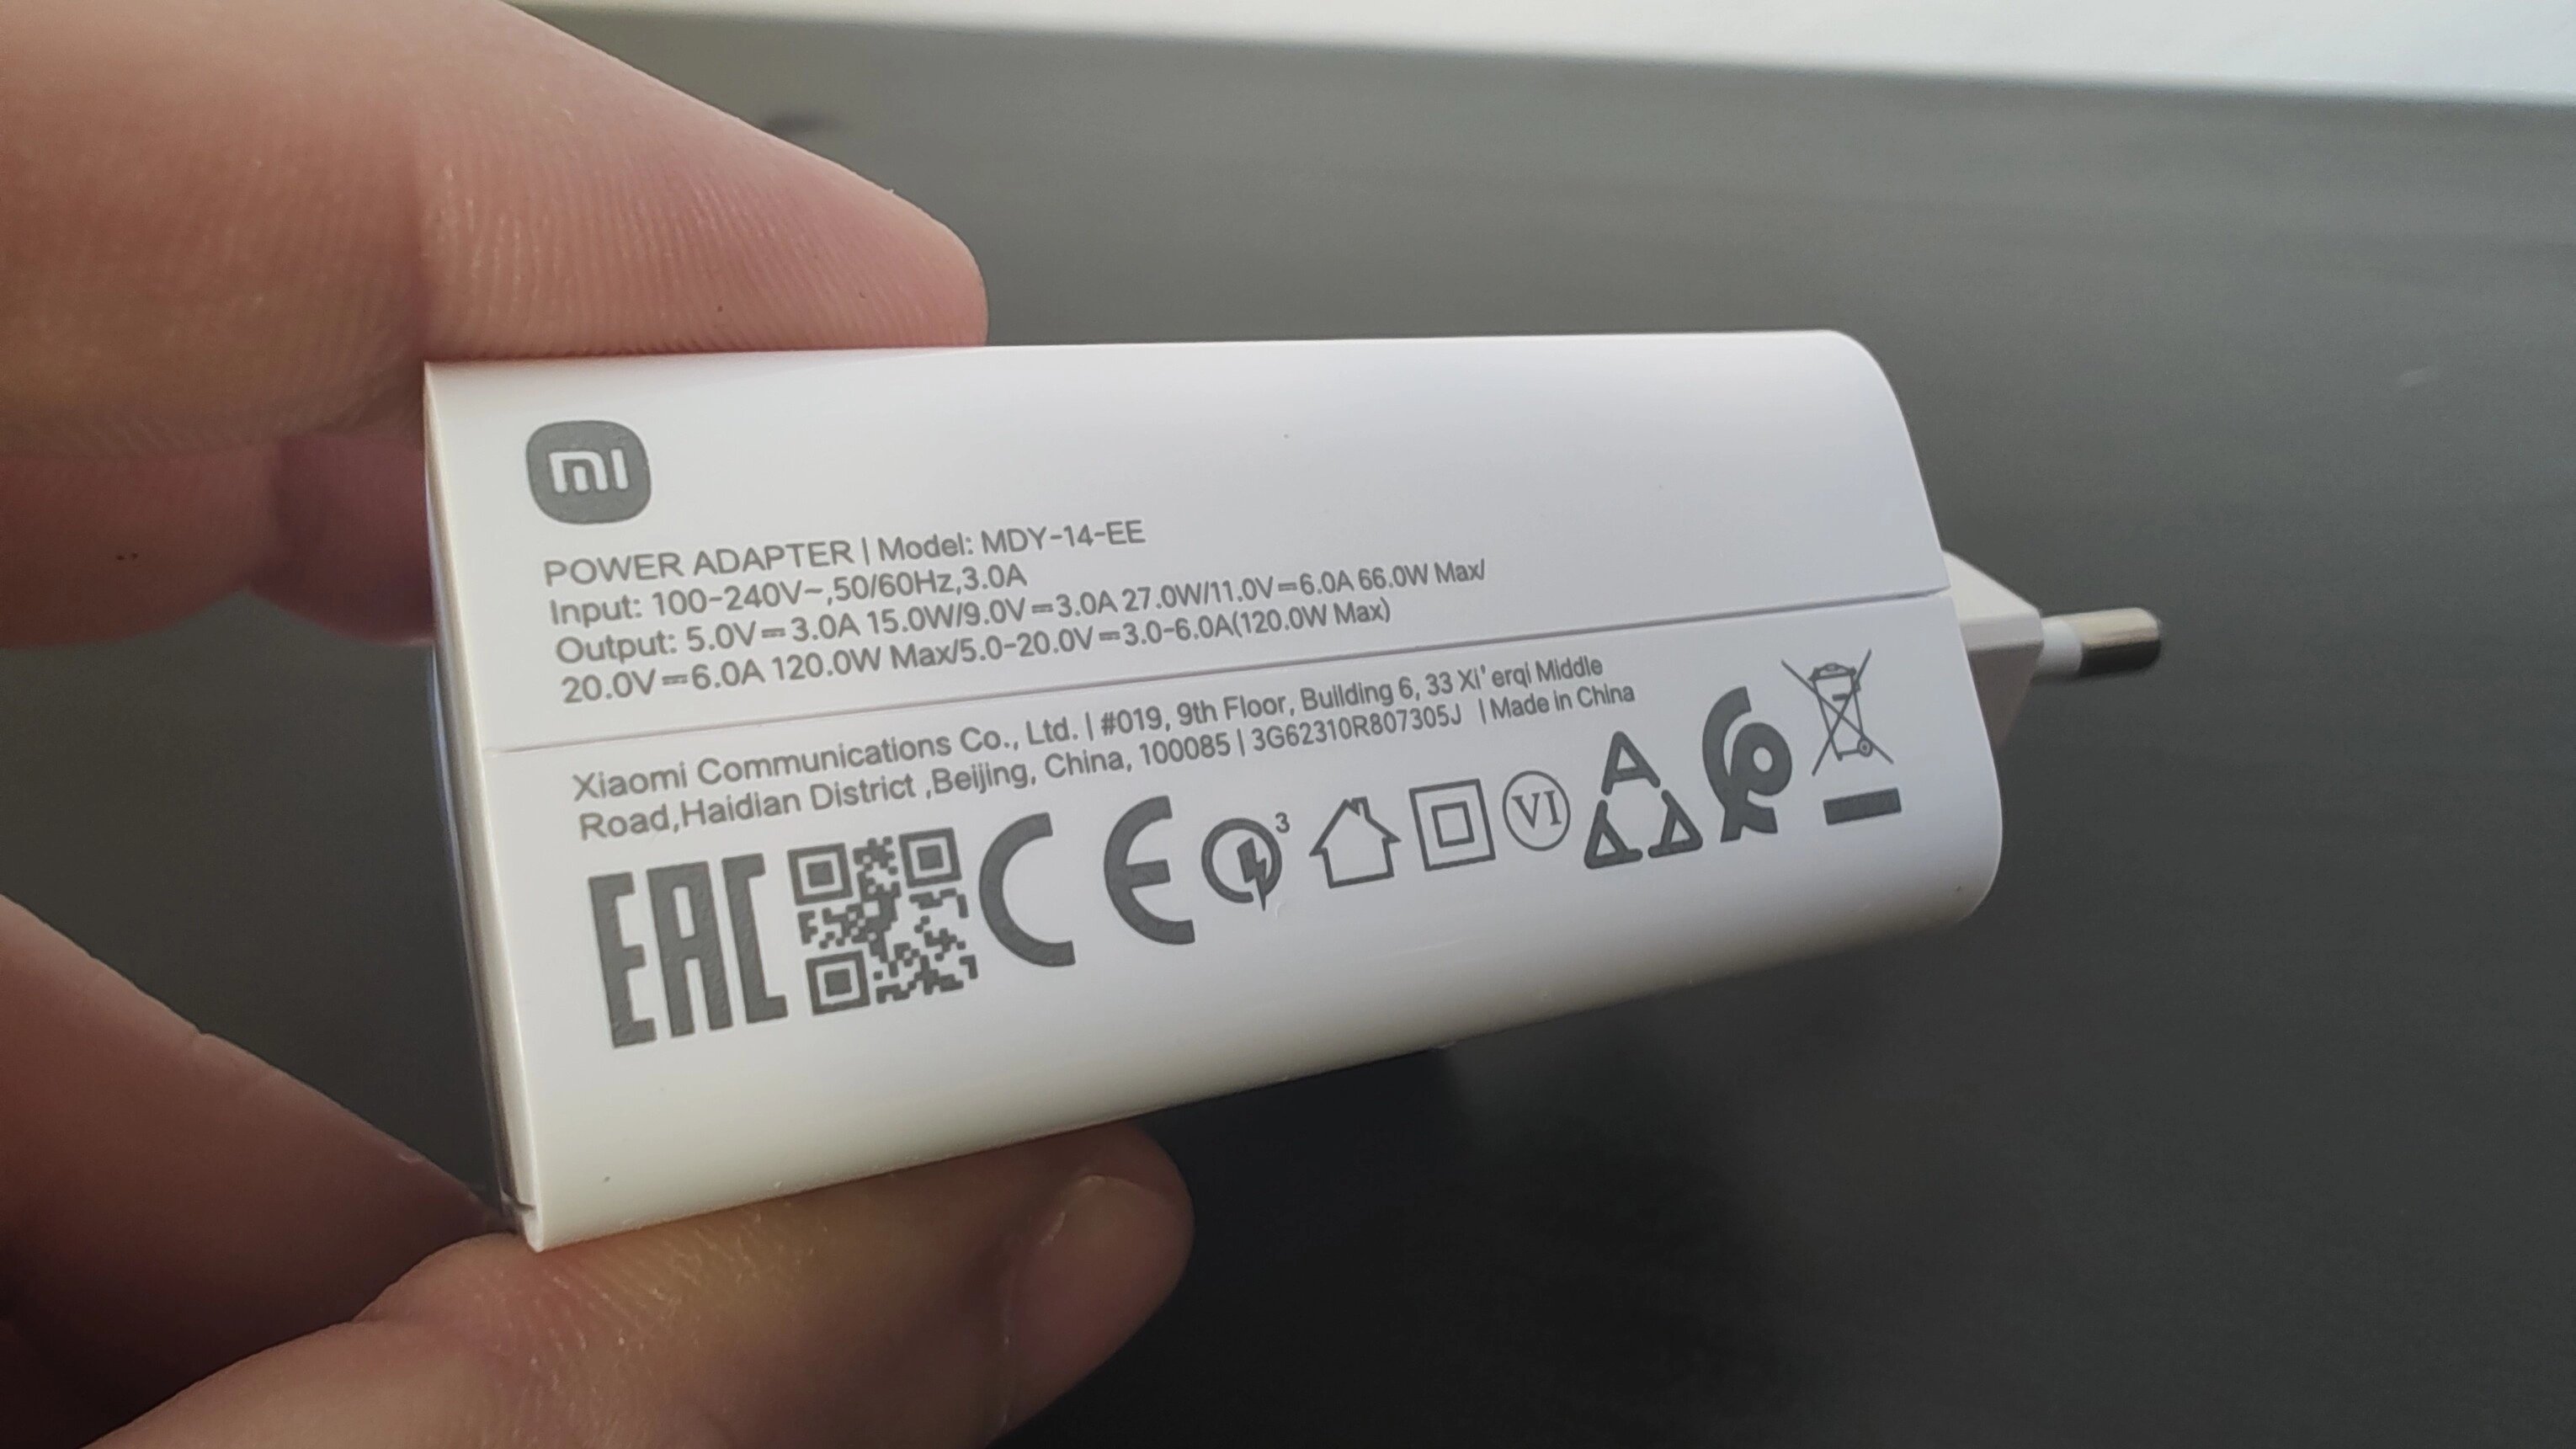 mi
POWER ADAPTER | Model: MDY-14-EE
Input: 100-240V~,50/60Hz,3.0A
Output: 5.0V⎓3.0A 15.0W/9.0V⎓3.0A 27.0W/11.0V⎓6.0A 66.0W Max/
20.0V⎓6.0A 120.0W Max/5.0-20.0V⎓3.0-6.0A(120.0W Max)
Xiaomi Communications Co., Ltd. | #019, 9th Floor, Building 6, 33 Xi'erqi Middle
Road,Haidian District ,Beijing, China, 100085 | 3G62310R807305J | Made in China
EAC CE 3 VI